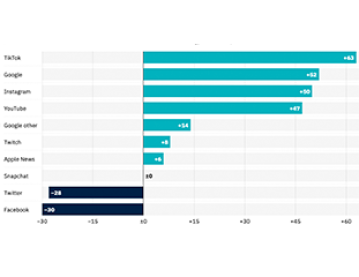 TikTok +63
Google +52
Instagram +50
YouTube +47
Google other +14
Twitch +8
Apple News +6
Snapchat ±0
Twitter −28
Facebook −30
−30 −15 ±0 +15 +30 +45 +60